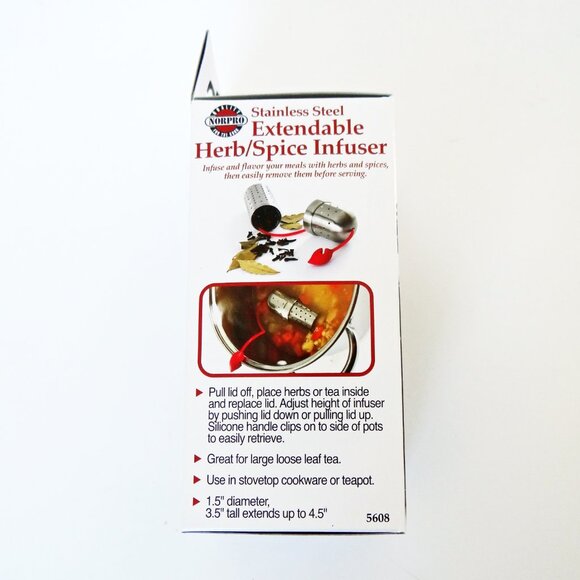 NORPRO
Stainless Steel
Extendable
Herb/Spice Infuser
Infuse and flavor your meals with herbs and spices,
then easily remove them before serving.
Pull lid off, place herbs or tea inside
and replace lid. Adjust height of infuser
by pushing lid down or pulling lid up.
Silicone handle clips on to side of pots
to easily retrieve.
Great for large loose leaf tea.
Use in stovetop cookware or teapot.
1.5" diameter,
3.5" tall extends up to 4.5"
5608